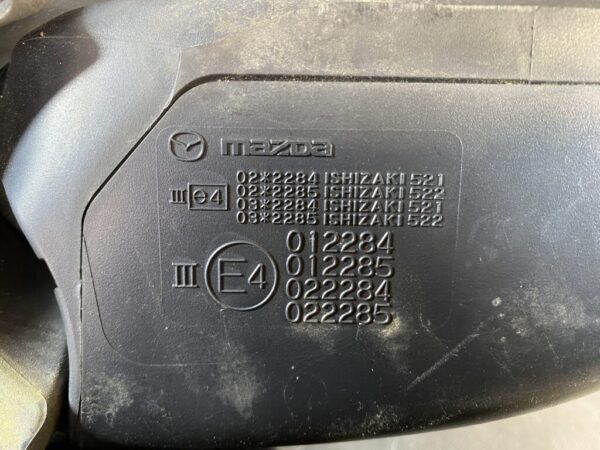 mazda
02*2284 ISHIZAKI 521
02*2285 ISHIZAKI 522
III e4
03*2284 ISHIZAKI 521
03*2285 ISHIZAKI 522
012284
012285
III E4
022284
022285